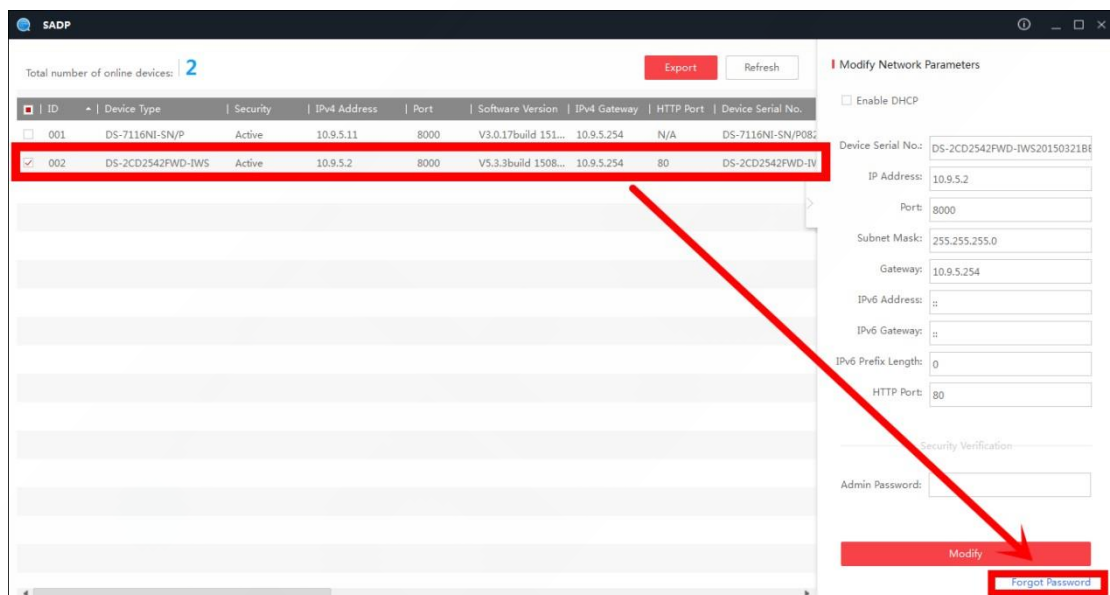 SADP
Total number of online devices: 2
Export
Refresh
ID | Device Type | Security | IPv4 Address | Port | Software Version | IPv4 Gateway | HTTP Port | Device Serial No.
001 DS-7116NI-SN/P Active 10.9.5.11 8000 V3.0.17build 151... 10.9.5.254 N/A DS-7116NI-SN/P082
002 DS-2CD2542FWD-IWS Active 10.9.5.2 8000 V5.3.3build 1508... 10.9.5.254 80 DS-2CD2542FWD-IV
Modify Network Parameters
Enable DHCP
Device Serial No.: DS-2CD2542FWD-IWS20150321BE
IP Address: 10.9.5.2
Port: 8000
Subnet Mask: 255.255.255.0
Gateway: 10.9.5.254
IPv6 Address: ::
IPv6 Gateway: ::
IPv6 Prefix Length: 0
HTTP Port: 80
Security Verification
Admin Password:
Modify
Forgot Password